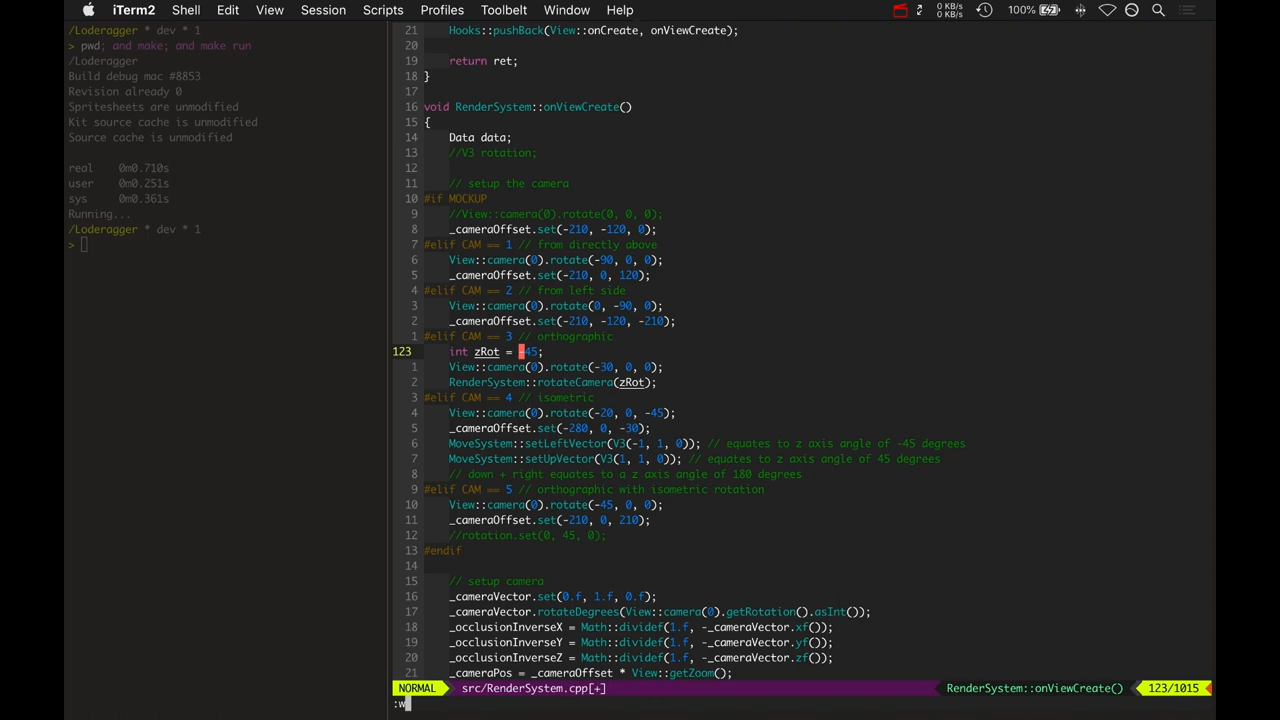 iTerm2 Shell Edit View Session Scripts Profiles Toolbelt Window Help 0 KB/s 0 KB/s 100%
/Loderagger * dev * 1
> pwd; and make; and make run
/Loderagger
Build debug mac #8853
Revision already 0
Spritesheets are unmodified
Kit source cache is unmodified
Source cache is unmodified
real 0m0.710s
user 0m0.251s
sys 0m0.361s
Running...
/Loderagger * dev * 1
>
21 Hooks::pushBack(View::onCreate, onViewCreate);
20
19 return ret;
18 }
17
16 void RenderSystem::onViewCreate()
15 {
14 Data data;
13 //V3 rotation;
12
11 // setup the camera
10 #if MOCKUP
9 //View::camera(0).rotate(0, 0, 0);
8 _cameraOffset.set(-210, -120, 0);
7 #elif CAM == 1 // from directly above
6 View::camera(0).rotate(-90, 0, 0);
5 _cameraOffset.set(-210, 0, 120);
4 #elif CAM == 2 // from left side
3 View::camera(0).rotate(0, -90, 0);
2 _cameraOffset.set(-210, -120, -210);
1 #elif CAM == 3 // orthographic
123 int zRot = -45;
1 View::camera(0).rotate(-30, 0, 0);
2 RenderSystem::rotateCamera(zRot);
3 #elif CAM == 4 // isometric
4 View::camera(0).rotate(-20, 0, -45);
5 _cameraOffset.set(-280, 0, -30);
6 MoveSystem::setLeftVector(V3(-1, 1, 0)); // equates to z axis angle of -45 degrees
7 MoveSystem::setUpVector(V3(1, 1, 0)); // equates to z axis angle of 45 degrees
8 // down + right equates to a z axis angle of 180 degrees
9 #elif CAM == 5 // orthographic with isometric rotation
10 View::camera(0).rotate(-45, 0, 0);
11 _cameraOffset.set(-210, 0, 210);
12 //rotation.set(0, 45, 0);
13 #endif
14
15 // setup camera
16 _cameraVector.set(0.f, 1.f, 0.f);
17 _cameraVector.rotateDegrees(View::camera(0).getRotation().asInt());
18 _occlusionInverseX = Math::dividef(1.f, -_cameraVector.xf());
19 _occlusionInverseY = Math::dividef(1.f, -_cameraVector.yf());
20 _occlusionInverseZ = Math::dividef(1.f, -_cameraVector.zf());
21 _cameraPos = _cameraOffset * View::getZoom();
NORMAL src/RenderSystem.cpp[+] RenderSystem::onViewCreate() 123/1015
:w